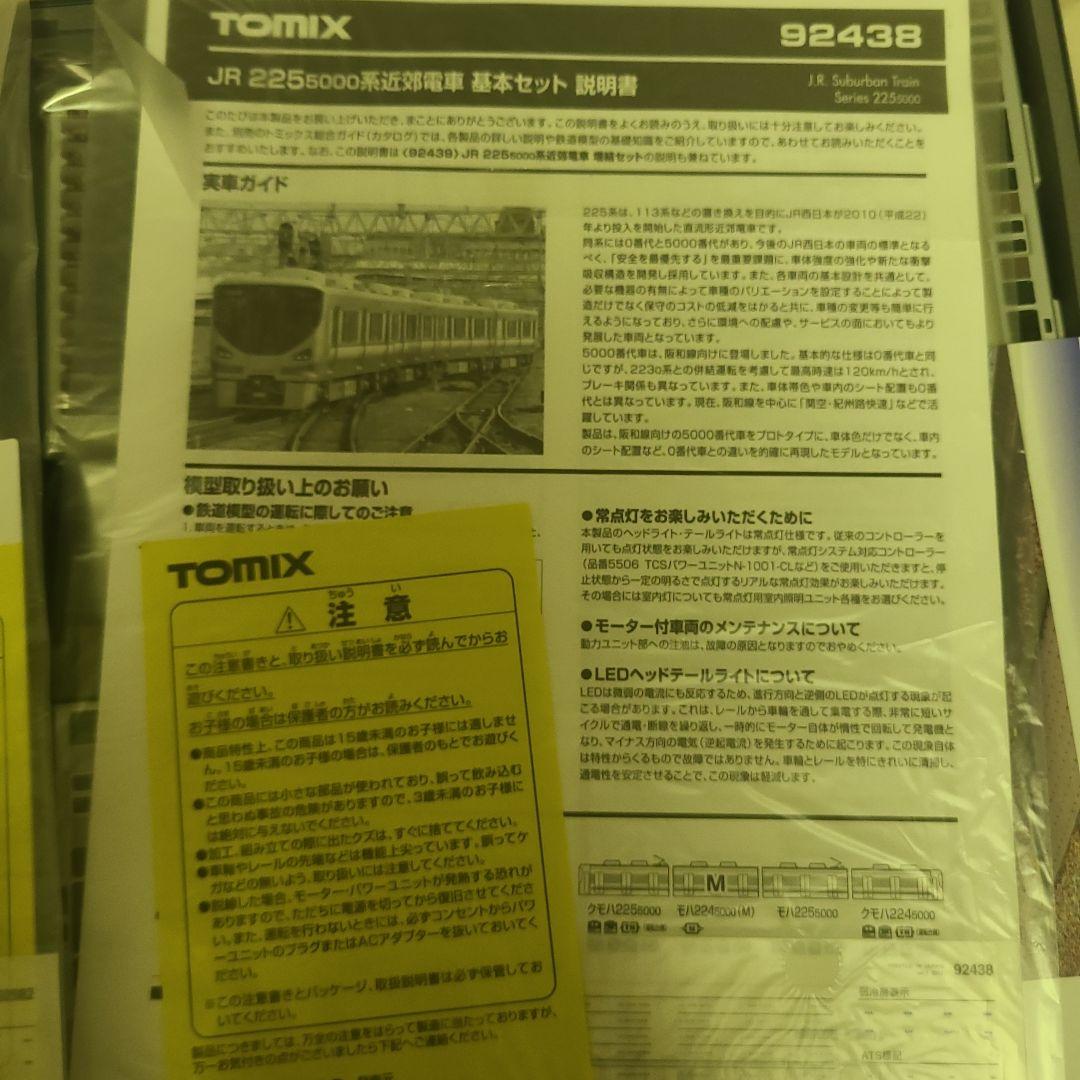 TOMIX
92438
JR 225 5000系近郊電車 基本セット 説明書
J.R. Suburban Train
Series 225 5000
このたびは本製品をお買い上げいただき、まことにありがとうございます。この説明書をよくお読みのうえ、取り扱いには十分注意してお楽しみください。
また、別売のトミックス総合ガイド(カタログ)では、各製品の詳しい説明や鉄道模型の基礎知識をご紹介していますので、あわせてお読みいただくことを
おすすめいたします。なお、この説明書は〈92439〉JR 225 5000系近郊電車 増結セットの説明も兼ねています。
実車ガイド
225系は、113系などの置き換えを目的にJR西日本が2010(平成22)
年より投入を開始した直流形近郊電車です。
同系には0番代と5000番代があり、今後のJR西日本の車両の標準となる
べく、「安全を最優先する」を最重要課題に、車体強度の強化や新たな衝撃
吸収構造を開発し採用しています。また、各車両の基本設計を共通として、
必要な機器の有無によって車種のバリエーションを設定することによって製
造だけでなく保守のコストの低減をはかると共に、車種の変更等も簡単に行
えるようになっており、さらに環境への配慮や、サービスの面においてもより
発展した車両となっています。
5000番代車は、阪和線向けに登場しました。基本的な仕様は0番代車と同
じですが、223 0系との併結運転を考慮して最高時速は120km/hとされ、
ブレーキ関係も異なっています。また、車体帯色や車内のシート配置も0番
代とは異なっています。現在、阪和線を中心に「関空・紀州路快速」などで活
躍しています。
製品は、阪和線向けの5000番代車をプロトタイプに、車体色だけでなく、車内
のシート配置など、0番代車との違いを的確に再現したモデルとなっています。
模型取り扱い上のお願い
●鉄道模型の運転に際してのご注意
●常点灯をお楽しみいただくために
本製品のヘッドライト・テールライトは常点灯仕様です。従来のコントローラーを
用いても点灯状態をお楽しみいただけますが、常点灯システム対応コントローラー
(品番5506 TCSパワーユニットN-1001-CLなど)をご使用いただきますと、停
止状態から一定の明るさで点灯するリアルな常点灯効果がお楽しみいただけます。
その場合には室内灯についても常点灯用室内照明ユニット各種をお選びください。
●モーター付車両のメンテナンスについて
動力ユニット部への注油は、故障の原因となりますのでおやめください。
●LEDヘッドテールライトについて
LEDは微弱の電流にも反応するため、進行方向と逆側のLEDが点灯する現象が起
こる場合があります。これは、レールから車輪を通して集電する際、非常に短いサ
イクルで通電・断線を繰り返し、一時的にモーター自体が慣性で回転して発電機と
なり、マイナス方向の電気(逆起電流)を発生するために起こります。この現象自体
は特性からくるもので故障ではありません。車輪とレールを特にきれいに清掃し、
通電性を安定させることで、この現象は軽減します。
M
クモハ225 5000
モハ224 5000(M)
モハ225 5000
クモハ224 5000
92438
ATS標記
TOMIX
ちゅう い
注意
この注意書きと、取り扱い説明書を必ず読んでからお
遊びください。
お子様の場合は保護者の方がお読みください。
●商品特性上、この商品は15歳未満のお子様には適しませ
ん。15歳未満のお子様の場合は、保護者のもとでお遊びく
ださい。
●この商品には小さな部品が使われており、誤って飲み込む
と思わぬ事故の危険がありますので、3歳未満のお子様に
は絶対に与えないでください。
●加工、組み立ての際に出たクズは、すぐに捨ててください。
●車輪やレールの先端などは機能上尖っています。誤ってケ
ガなどの無いよう、取り扱いには注意してください。
●脱線した場合、モーター・パワーユニットが発熱する恐れが
ありますので、ただちに電源を切ってから復旧させてくださ
い。また、運転を行わないときには、必ずコンセントからパワ
ーユニットのプラグまたはACアダプターを抜いておいてく
ださい。
※この注意書きとパッケージ、取扱説明書は必ず保管してお
いてください。
製品につきましては、万全の注意をはらって製造に当たっておりますが、
万一お気付きの点がございましたら下記へご連絡ください。